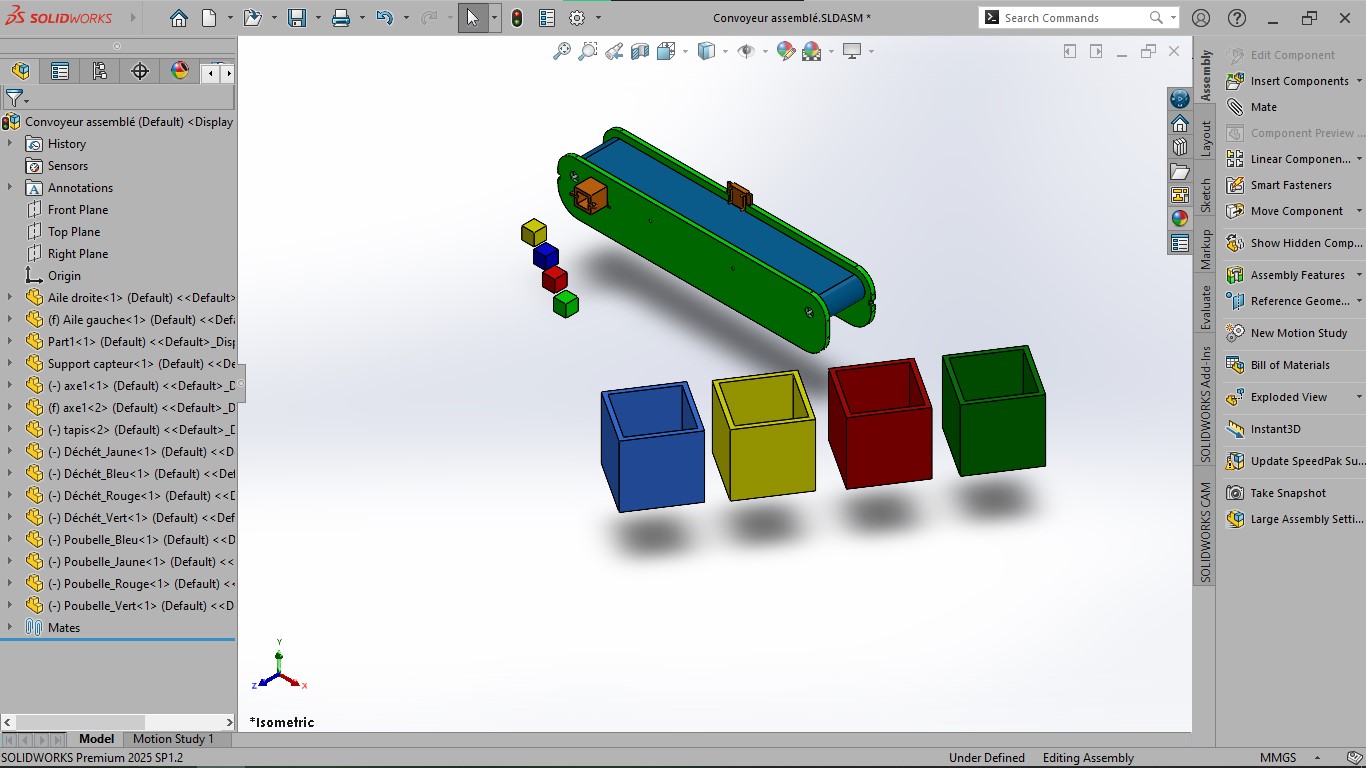 SOLIDWORKS
Convoyeur assemblé.SLDASM *
Search Commands
Convoyeur assemblé (Default) <Display
History
Sensors
Annotations
Front Plane
Top Plane
Right Plane
Origin
Aile droite<1> (Default) <<Default>
(f) Aile gauche<1> (Default) <<Defa
Part1<1> (Default) <<Default>_Disp
Support capteur<1> (Default) <<De
(-) axe1<1> (Default) <<Default>_D
(f) axe1<2> (Default) <<Default>_D
(-) tapis<2> (Default) <<Default>_D
(-) Déchét_Jaune<1> (Default) <<D
(-) Déchét_Bleu<1> (Default) <<Def
(-) Déchét_Rouge<1> (Default) <<D
(-) Déchét_Vert<1> (Default) <<Def
(-) Poubelle_Bleu<1> (Default) <<D
(-) Poubelle_Jaune<1> (Default) <<
(-) Poubelle_Rouge<1> (Default) <<
(-) Poubelle_Vert<1> (Default) <<D
Mates
Y
Z X
*Isometric
Assembly
Layout
Sketch
Markup
Evaluate
SOLIDWORKS Add-Ins
SOLIDWORKS CAM
Edit Component
Insert Components
Mate
Component Preview ...
Linear Componen...
Smart Fasteners
Move Component
Show Hidden Comp...
Assembly Features
Reference Geome...
New Motion Study
Bill of Materials
Exploded View
Instant3D
Update SpeedPak Su...
Take Snapshot
Large Assembly Setti...
Model Motion Study 1
SOLIDWORKS Premium 2025 SP1.2
Under Defined Editing Assembly MMGS